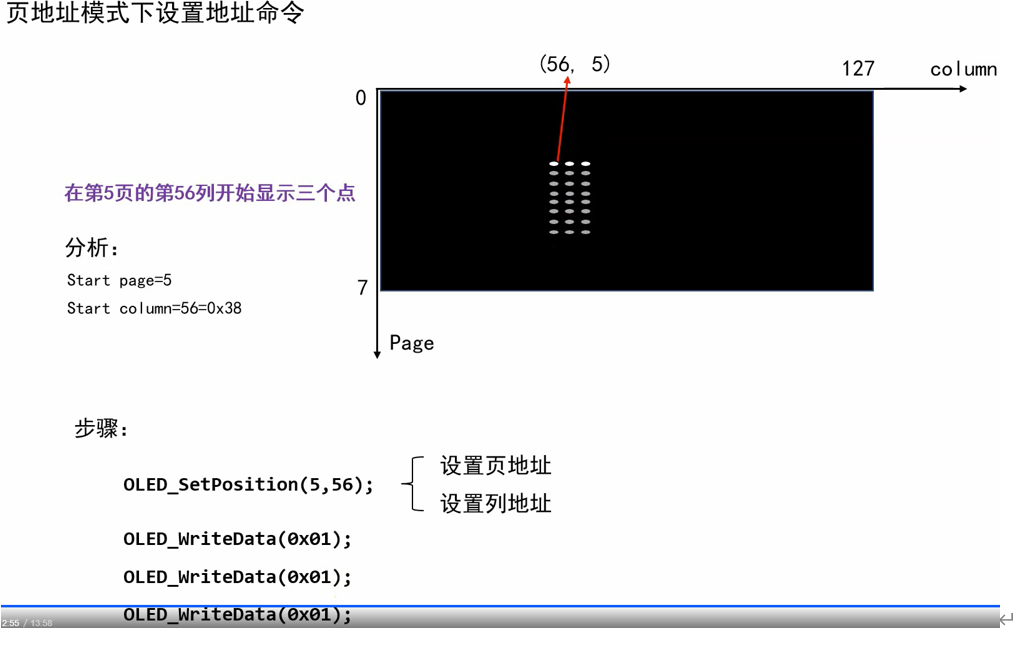 页地址模式下设置地址命令
(56, 5)
127
column
0
在第5页的第56列开始显示三个点
分析：
Start page=5
Start column=56=0x38
7
Page
步骤：
OLED_SetPosition(5,56);
设置页地址
设置列地址
OLED_WriteData(0x01);
OLED_WriteData(0x01);
OLED_WriteData(0x01);
2:55 / 13:58